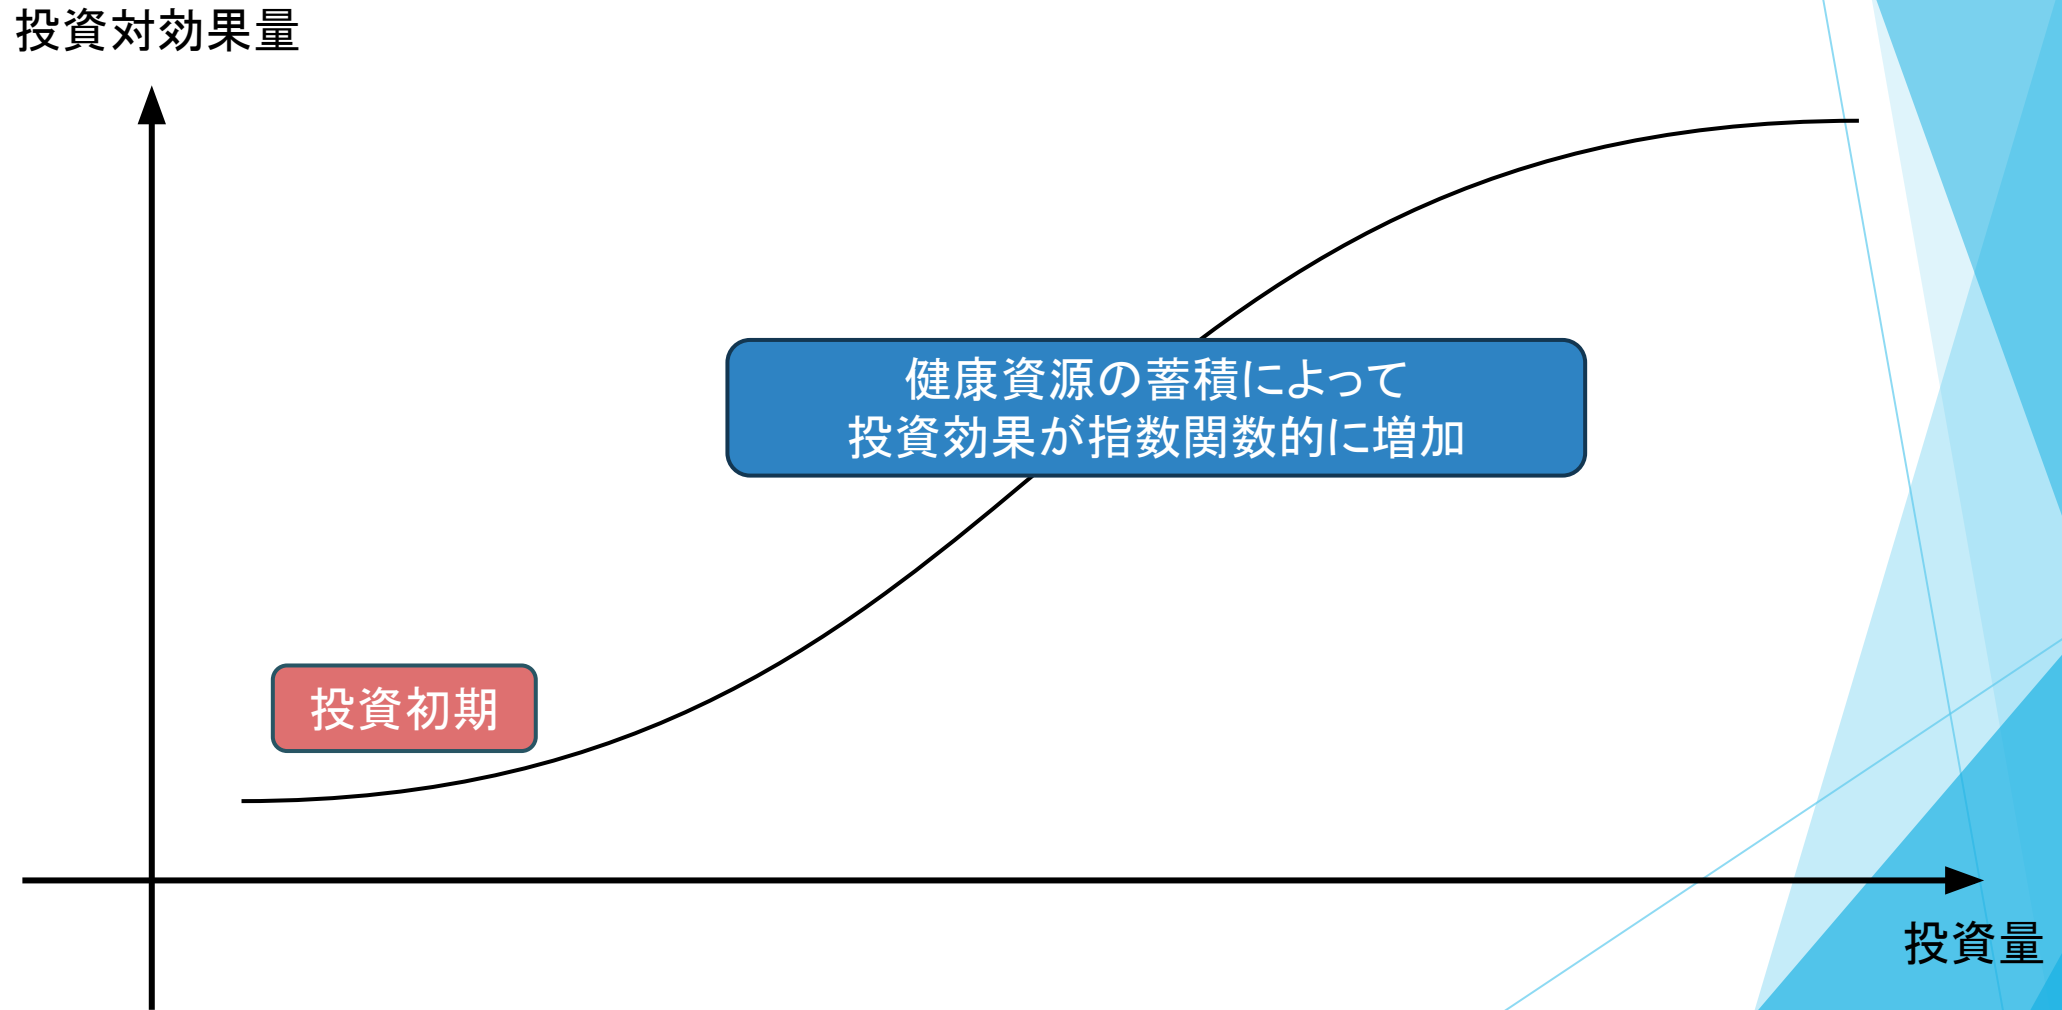 投資対効果量
健康資源の蓄積によって
投資効果が指数関数的に増加
投資初期
投資量